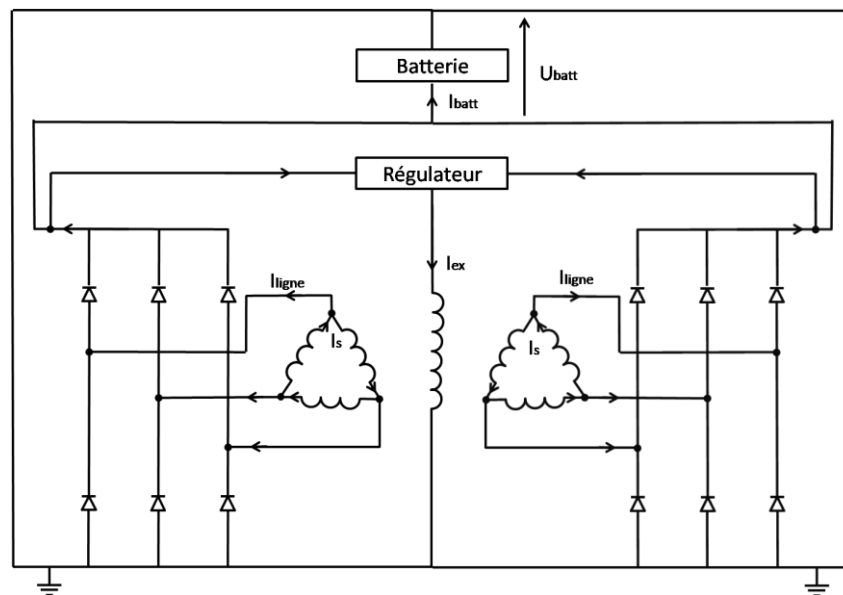 Batterie
Ubatt
Ibatt
Régulateur
Iex
Iligne
Iligne
Is
Is